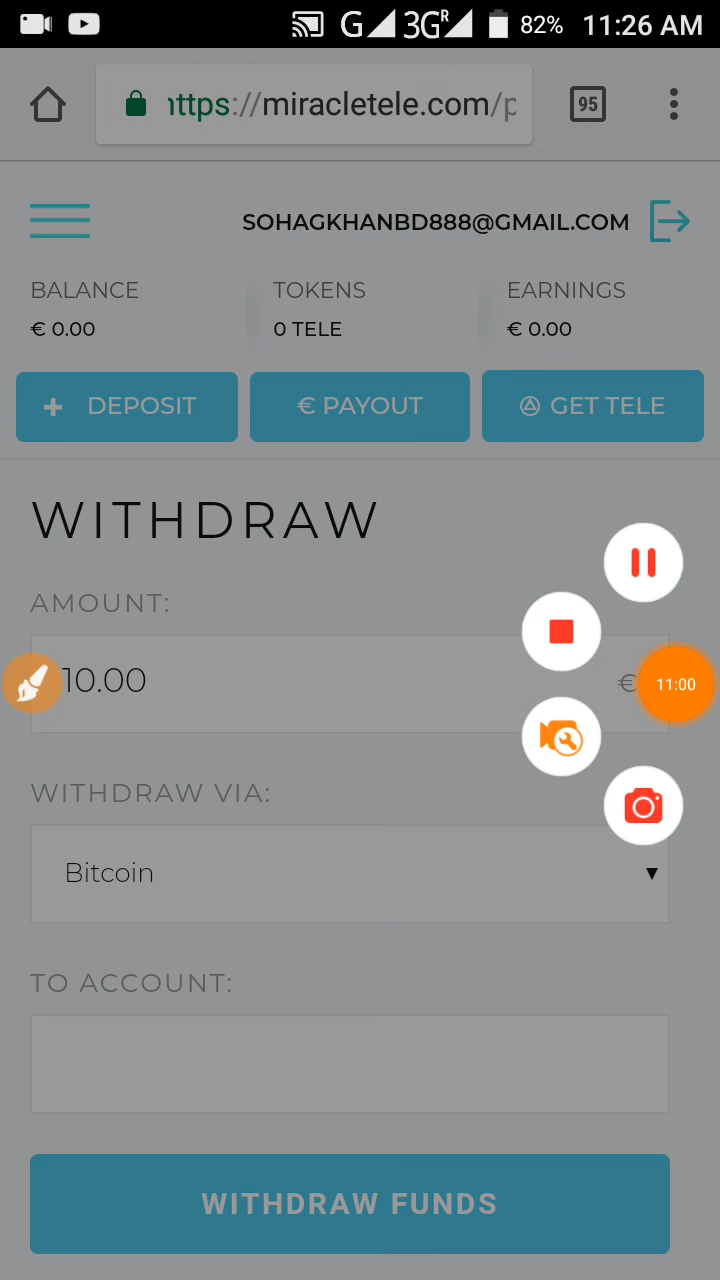 G 3G R 82% 11:26 AM
https://miracletele.com/p
95
SOHAGKHANBD888@GMAIL.COM
BALANCE TOKENS EARNINGS
€ 0.00 0 TELE € 0.00
+ DEPOSIT € PAYOUT GET TELE
WITHDRAW
AMOUNT:
10.00 €
11:00
WITHDRAW VIA:
Bitcoin ▼
TO ACCOUNT:
WITHDRAW FUNDS